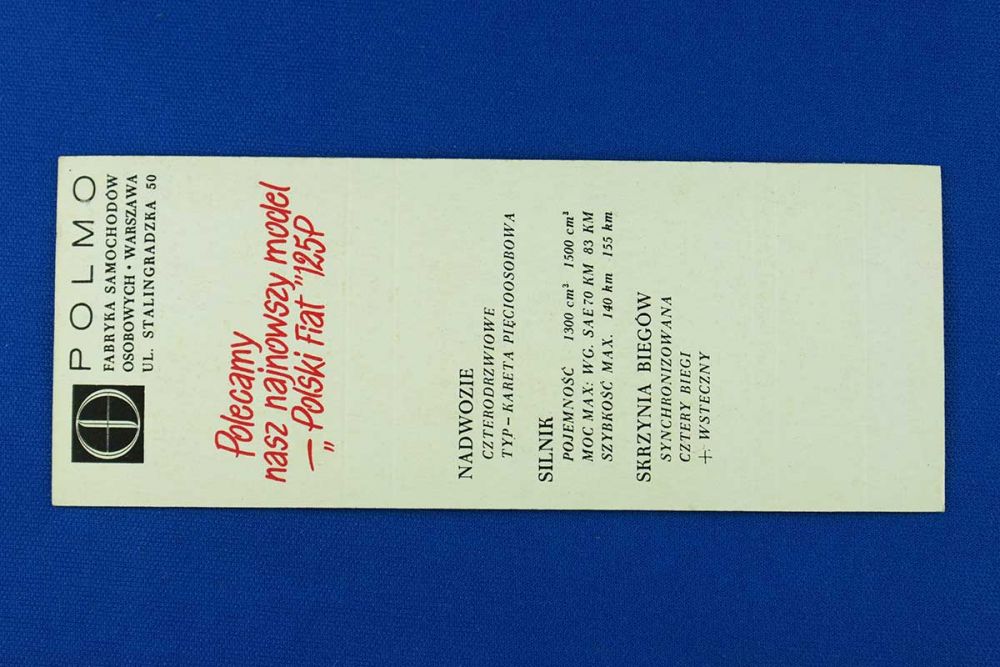 POLMO
FABRYKA SAMOCHODÓW
OSOBOWYCH • WARSZAWA
UL. STALINGRADZKA 50
Polecamy
nasz najnowszy model
— „Polski Fiat "125P"
NADWOZIE
CZTERODRZWIOWE
TYP – KARETA PIĘCIOOSOBOWA
SILNIK
POJEMNOŚĆ 1300 cm³ 1500 cm³
MOC MAX: WG. SAE 70 KM 83 KM
SZYBKOŚĆ MAX. 140 km 155 km
SKRZYNIA BIEGÓW
SYNCHRONIZOWANA
CZTERY BIEGI
+ WSTECZNY